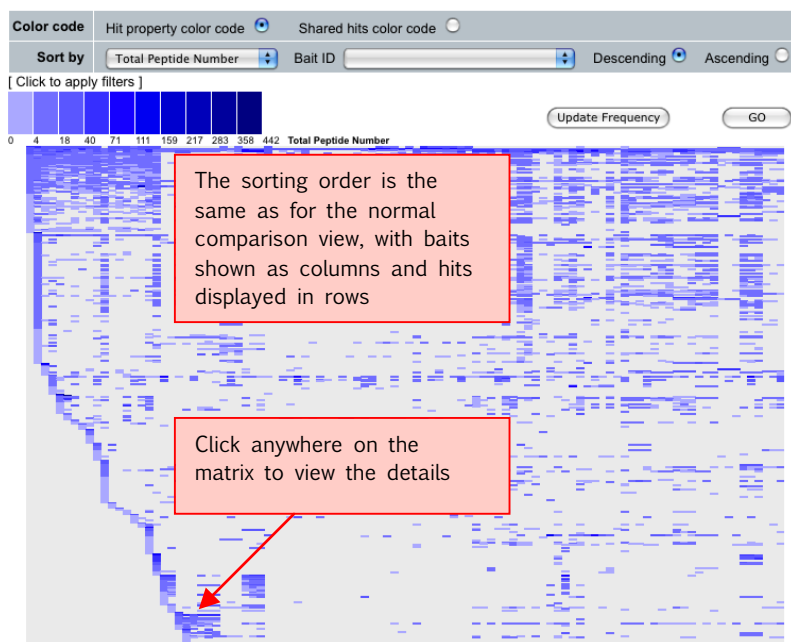 Color code Hit property color code Shared hits color code
Sort by Total Peptide Number Bait ID Descending Ascending
[ Click to apply filters ]
Update Frequency GO
0 4 18 40 71 111 159 217 283 358 442 Total Peptide Number
The sorting order is the
same as for the normal
comparison view, with baits
shown as columns and hits
displayed in rows
Click anywhere on the
matrix to view the details